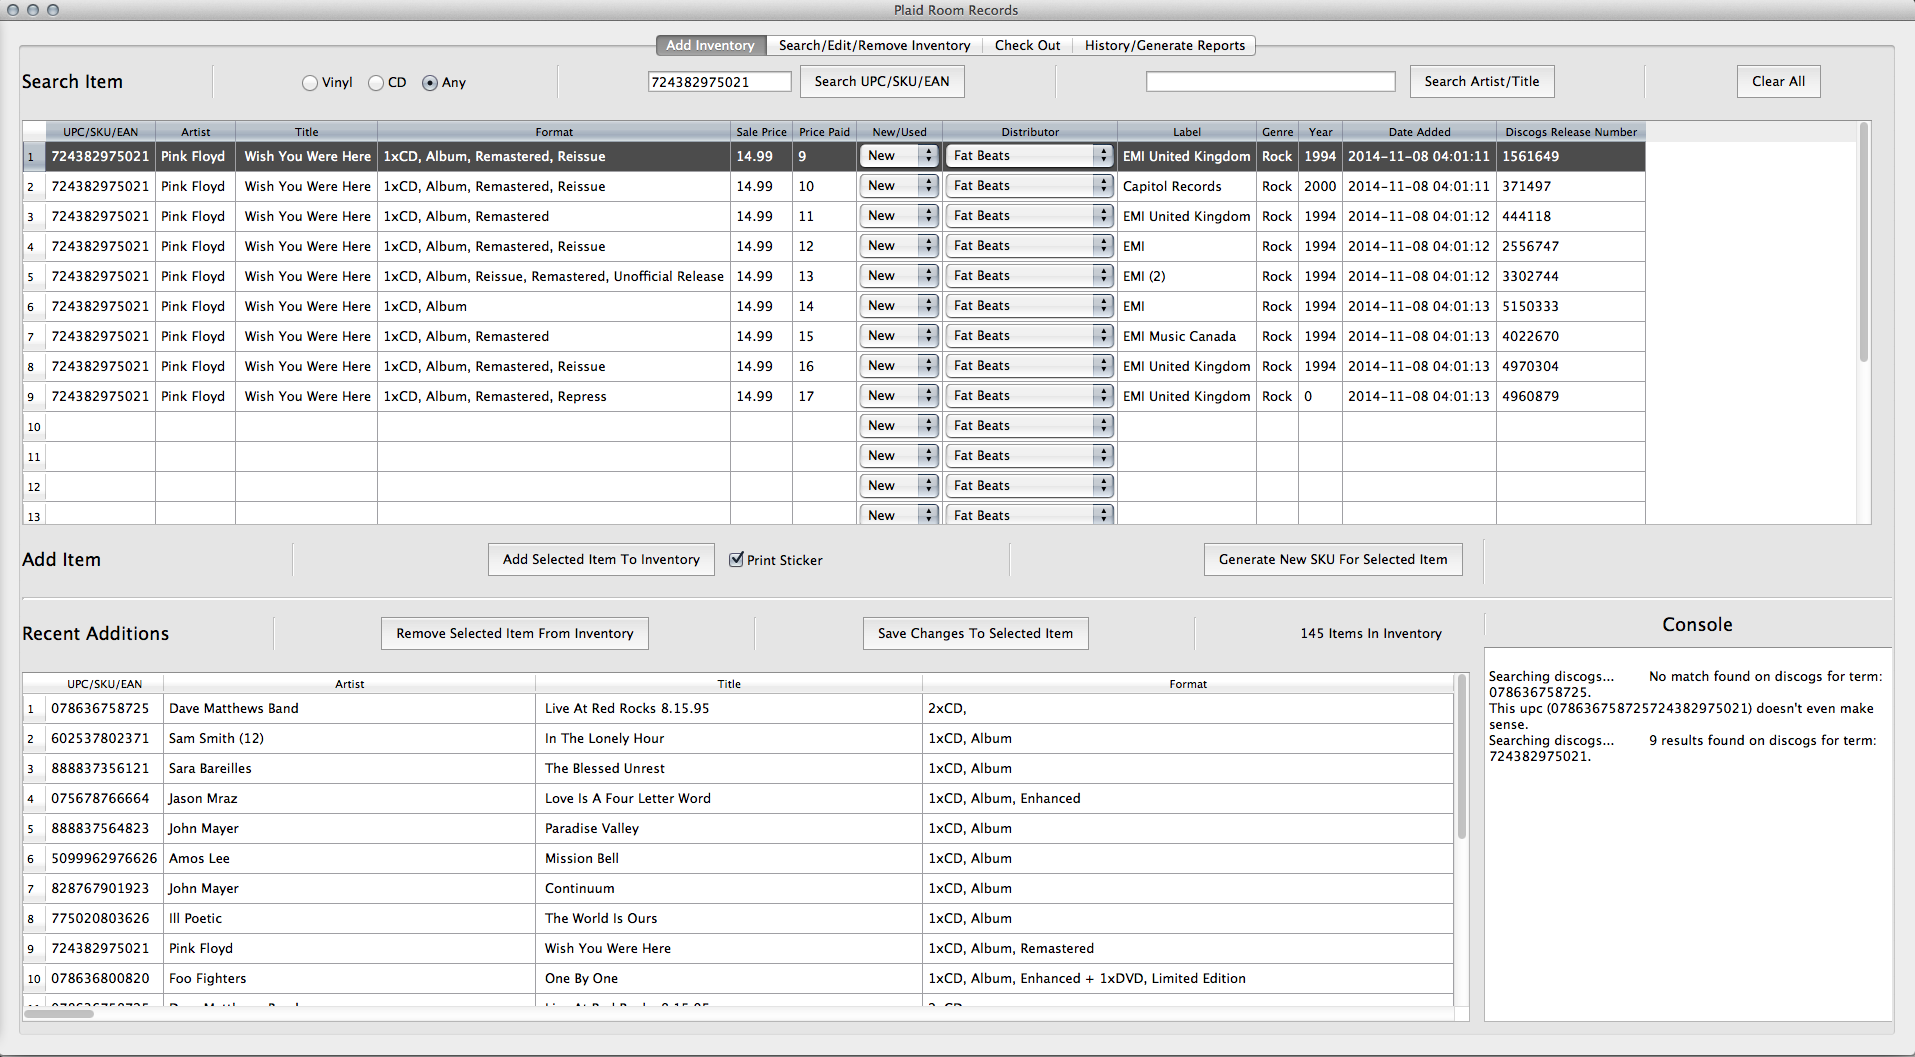 Plaid Room Records
Add Inventory Search/Edit/Remove Inventory Check Out History/Generate Reports
Search Item Vinyl CD Any 724382975021 Search UPC/SKU/EAN Search Artist/Title Clear All
UPC/SKU/EAN Artist Title Format Sale Price Price Paid New/Used Distributor Label Genre Year Date Added Discogs Release Number
1 724382975021 Pink Floyd Wish You Were Here 1xCD, Album, Remastered, Reissue 14.99 9 New Fat Beats EMI United Kingdom Rock 1994 2014-11-08 04:01:11 1561649
2 724382975021 Pink Floyd Wish You Were Here 1xCD, Album, Remastered, Reissue 14.99 10 New Fat Beats Capitol Records Rock 2000 2014-11-08 04:01:11 371497
3 724382975021 Pink Floyd Wish You Were Here 1xCD, Album, Remastered 14.99 11 New Fat Beats EMI United Kingdom Rock 1994 2014-11-08 04:01:12 444118
4 724382975021 Pink Floyd Wish You Were Here 1xCD, Album, Remastered, Reissue 14.99 12 New Fat Beats EMI Rock 1994 2014-11-08 04:01:12 2556747
5 724382975021 Pink Floyd Wish You Were Here 1xCD, Album, Reissue, Remastered, Unofficial Release 14.99 13 New Fat Beats EMI (2) Rock 1994 2014-11-08 04:01:12 3302744
6 724382975021 Pink Floyd Wish You Were Here 1xCD, Album 14.99 14 New Fat Beats EMI Rock 1994 2014-11-08 04:01:13 5150333
7 724382975021 Pink Floyd Wish You Were Here 1xCD, Album, Remastered 14.99 15 New Fat Beats EMI Music Canada Rock 1994 2014-11-08 04:01:13 4022670
8 724382975021 Pink Floyd Wish You Were Here 1xCD, Album, Remastered, Reissue 14.99 16 New Fat Beats EMI United Kingdom Rock 1994 2014-11-08 04:01:13 4970304
9 724382975021 Pink Floyd Wish You Were Here 1xCD, Album, Remastered, Repress 14.99 17 New Fat Beats EMI United Kingdom Rock 0 2014-11-08 04:01:13 4960879
10 New Fat Beats
11 New Fat Beats
12 New Fat Beats
13 New Fat Beats
Add Item Add Selected Item To Inventory Print Sticker Generate New SKU For Selected Item
Recent Additions Remove Selected Item From Inventory Save Changes To Selected Item 145 Items In Inventory
UPC/SKU/EAN Artist Title Format
1 078636758725 Dave Matthews Band Live At Red Rocks 8.15.95 2xCD,
2 602537802371 Sam Smith (12) In The Lonely Hour 1xCD, Album
3 888837356121 Sara Bareilles The Blessed Unrest 1xCD, Album
4 075678766664 Jason Mraz Love Is A Four Letter Word 1xCD, Album, Enhanced
5 888837564823 John Mayer Paradise Valley 1xCD, Album
6 5099962976626 Amos Lee Mission Bell 1xCD, Album
7 828767901923 John Mayer Continuum 1xCD, Album
8 775020803626 Ill Poetic The World Is Ours 1xCD, Album
9 724382975021 Pink Floyd Wish You Were Here 1xCD, Album, Remastered
10 078636800820 Foo Fighters One By One 1xCD, Album, Enhanced + 1xDVD, Limited Edition
Console
Searching discogs... No match found on discogs for term:
078636758725.
This upc (078636758725724382975021) doesn't even make
sense.
Searching discogs... 9 results found on discogs for term:
724382975021.